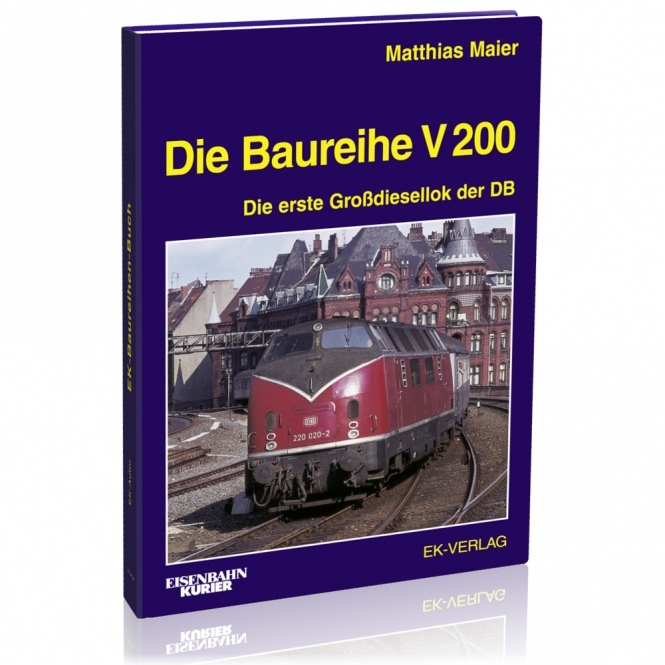 Matthias Maier
Die Baureihe V 200
Die erste Großdiesellok der DB
EK-Baureihen-Buch
DB
220 020-2
EISENBAHN
KURIER
EK-VERLAG